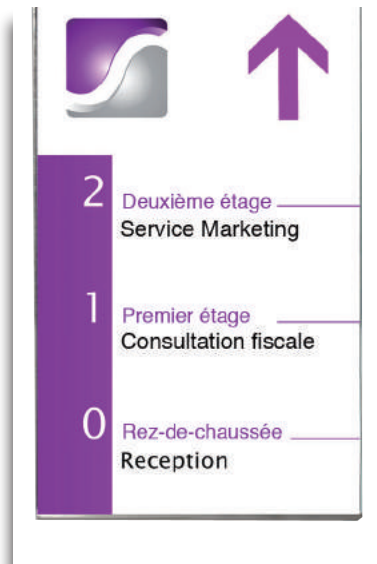 2
Deuxième étage
Service Marketing
1
Premier étage
Consultation fiscale
0
Rez-de-chaussée
Reception